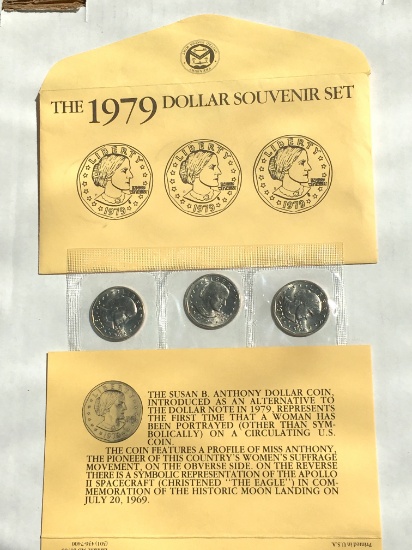 THE 1979 DOLLAR SOUVENIR SET
LIBERTY LIBERTY LIBERTY
1979 1979 1979
LIBERTY
THE SUSAN B. ANTHONY DOLLAR COIN,
INTRODUCED AS AN ALTERNATIVE TO
THE DOLLAR NOTE IN 1979, REPRESENTS
THE FIRST TIME THAT A WOMAN HAS
BEEN PORTRAYED (OTHER THAN SYM-
BOLICALLY) ON A CIRCULATING U.S.
COIN.
THE COIN FEATURES A PROFILE OF MISS ANTHONY,
THE PIONEER OF THIS COUNTRY'S WOMEN'S SUFFRAGE
MOVEMENT, ON THE OBVERSE SIDE. ON THE REVERSE
THERE IS A SYMBOLIC REPRESENTATION OF THE APOLLO
II SPACECRAFT (CHRISTENED "THE EAGLE") IN COM-
MEMORATION OF THE HISTORIC MOON LANDING ON
JULY 20, 1969.
Printed in U.S.A.